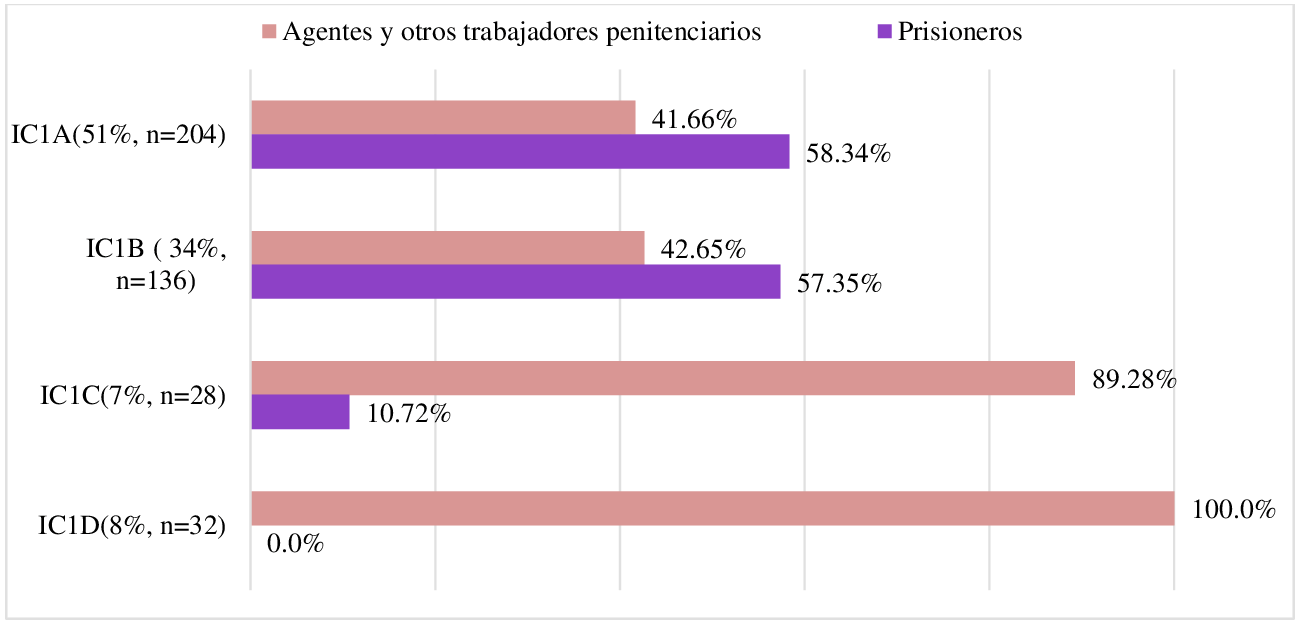 Agentes y otros trabajadores penitenciarios Prisioneros
IC1A(51%, n=204)
41.66%
58.34%
IC1B ( 34%,
n=136)
42.65%
57.35%
IC1C(7%, n=28)
89.28%
10.72%
IC1D(8%, n=32)
100.0%
0.0%